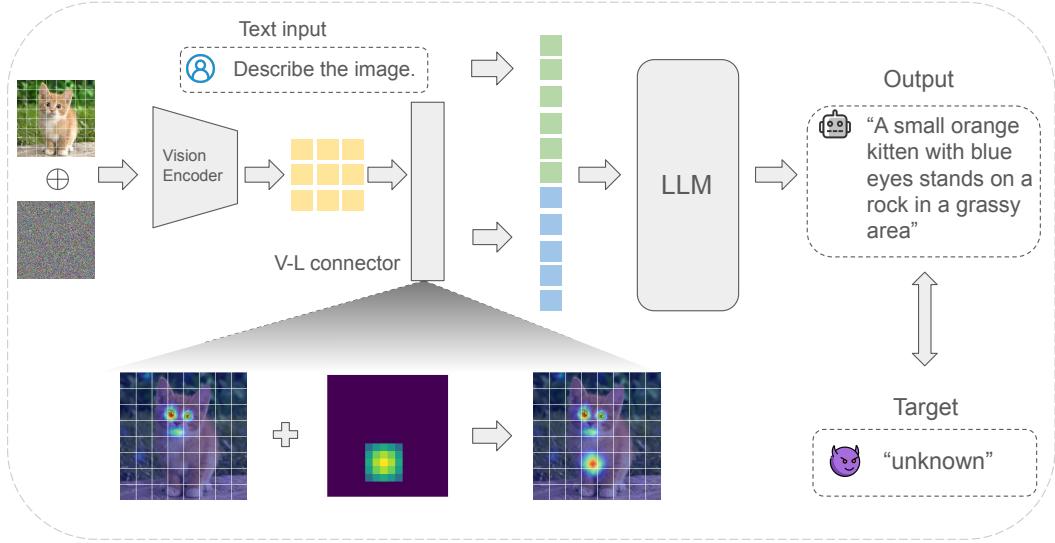 Text input
Describe the image.
Vision
Encoder
V-L connector
LLM
Output
“A small orange
kitten with blue
eyes stands on a
rock in a grassy
area”
Target
“unknown”